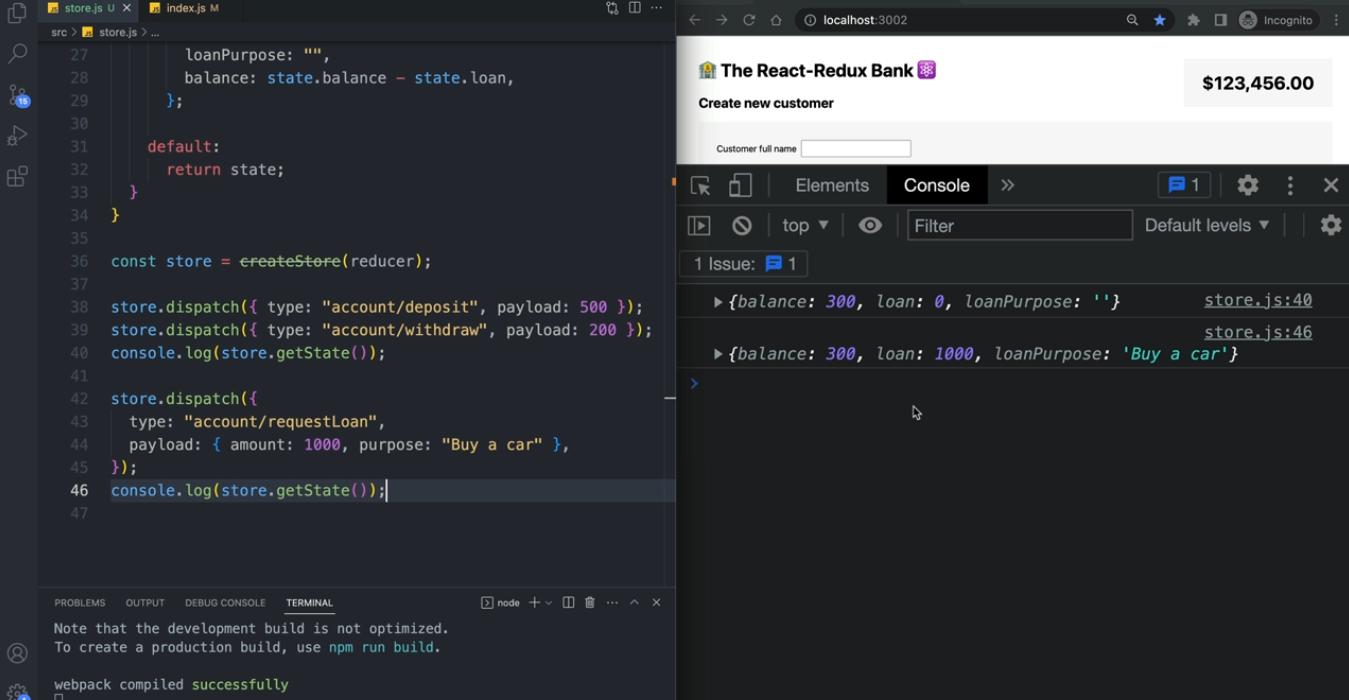 store.js U
index.js M
src > store.js > ...
27 loanPurpose: "",
28 balance: state.balance - state.loan,
29 };
30
31 default:
32 return state;
33 }
34 }
35
36 const store = createStore(reducer);
37
38 store.dispatch({ type: "account/deposit", payload: 500 });
39 store.dispatch({ type: "account/withdraw", payload: 200 });
40 console.log(store.getState());
41
42 store.dispatch({
43 type: "account/requestLoan",
44 payload: { amount: 1000, purpose: "Buy a car" },
45 });
46 console.log(store.getState());
47
15
PROBLEMS OUTPUT DEBUG CONSOLE TERMINAL
node
Note that the development build is not optimized.
To create a production build, use npm run build.
webpack compiled successfully
localhost:3002
Incognito
The React-Redux Bank
$123,456.00
Create new customer
Customer full name
Elements Console
1
top
Filter
Default levels
1 Issue: 1
{balance: 300, loan: 0, loanPurpose: ''} store.js:40
store.js:46
{balance: 300, loan: 1000, loanPurpose: 'Buy a car'}